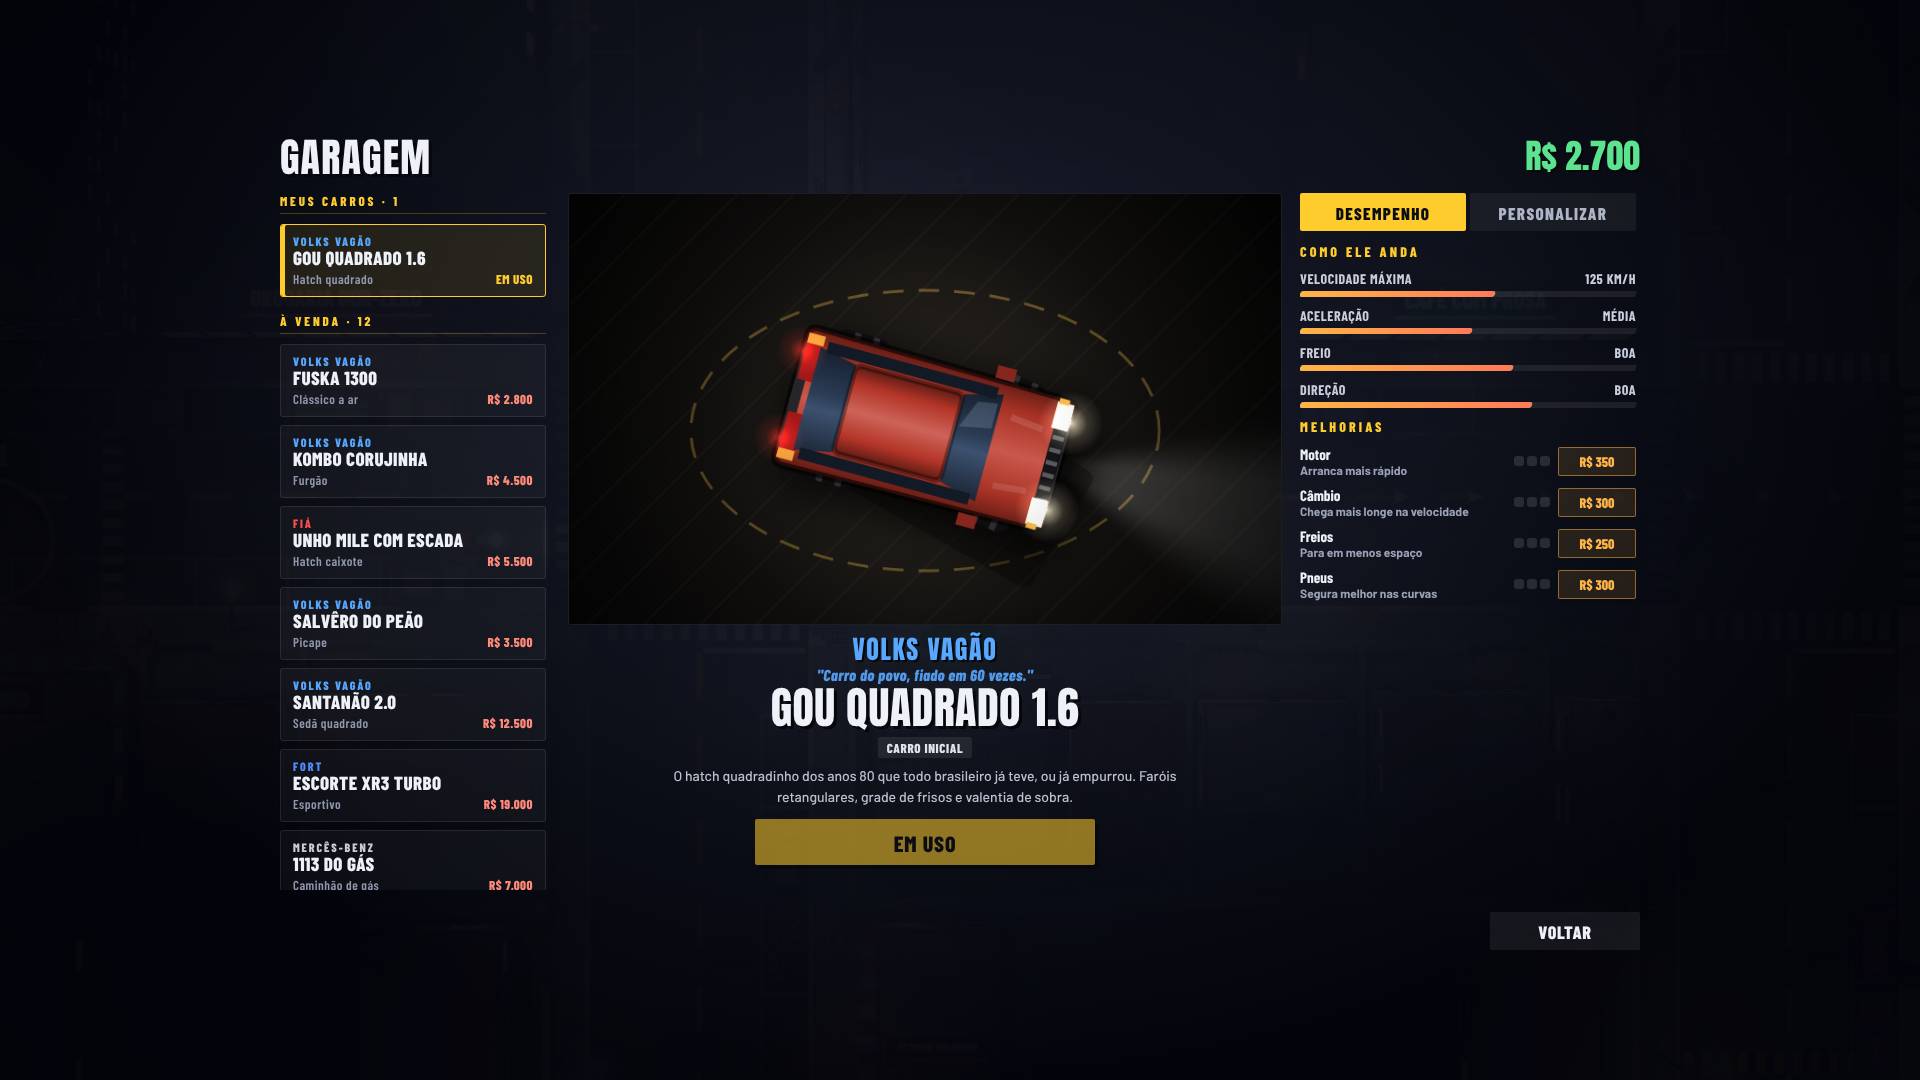 GARAGEM
R$ 2.700
MEUS CARROS · 1
VOLKS VAGÃO
GOU QUADRADO 1.6
Hatch quadrado
EM USO
À VENDA · 12
VOLKS VAGÃO
FUSKA 1300
Clássico a ar
R$ 2.800
VOLKS VAGÃO
KOMBO CORUJINHA
Furgão
R$ 4.500
FIÁ
UNHO MILE COM ESCADA
Hatch caixote
R$ 5.500
VOLKS VAGÃO
SALVÊRO DO PEÃO
Picape
R$ 3.500
VOLKS VAGÃO
SANTANÃO 2.0
Sedã quadrado
R$ 12.500
FORT
ESCORTE XR3 TURBO
Esportivo
R$ 19.000
MERCÊS-BENZ
1113 DO GÁS
Caminhão de gás
R$ 7.000
VOLKS VAGÃO
"Carro do povo, fiado em 60 vezes."
GOU QUADRADO 1.6
CARRO INICIAL
O hatch quadradinho dos anos 80 que todo brasileiro já teve, ou já empurrou. Faróis
retangulares, grade de frisos e valentia de sobra.
EM USO
DESEMPENHO
PERSONALIZAR
COMO ELE ANDA
VELOCIDADE MÁXIMA
125 KM/H
ACELERAÇÃO
MÉDIA
FREIO
BOA
DIREÇÃO
BOA
MELHORIAS
Motor
Arranca mais rápido
R$ 350
Câmbio
Chega mais longe na velocidade
R$ 300
Freios
Para em menos espaço
R$ 250
Pneus
Segura melhor nas curvas
R$ 300
VOLTAR